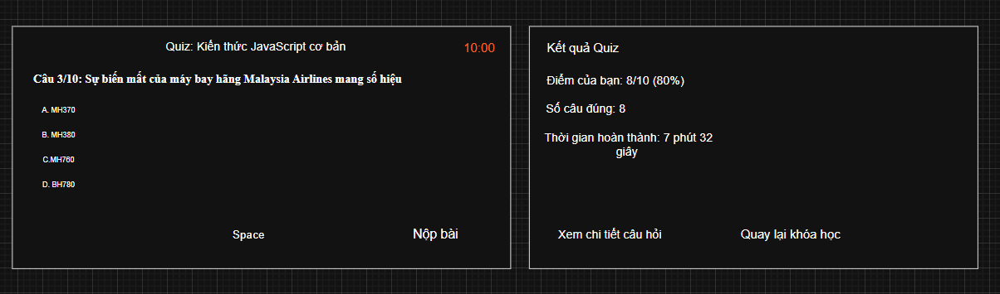 Quiz: Kiến thức JavaScript cơ bản
10:00
Câu 3/10: Sự biến mất của máy bay hãng Malaysia Airlines mang số hiệu
A. MH370
B. MH380
C.MH760
D. BH780
Space
Nộp bài
Kết quả Quiz
Điểm của bạn: 8/10 (80%)
Số câu đúng: 8
Thời gian hoàn thành: 7 phút 32
giây
Xem chi tiết câu hỏi
Quay lại khóa học